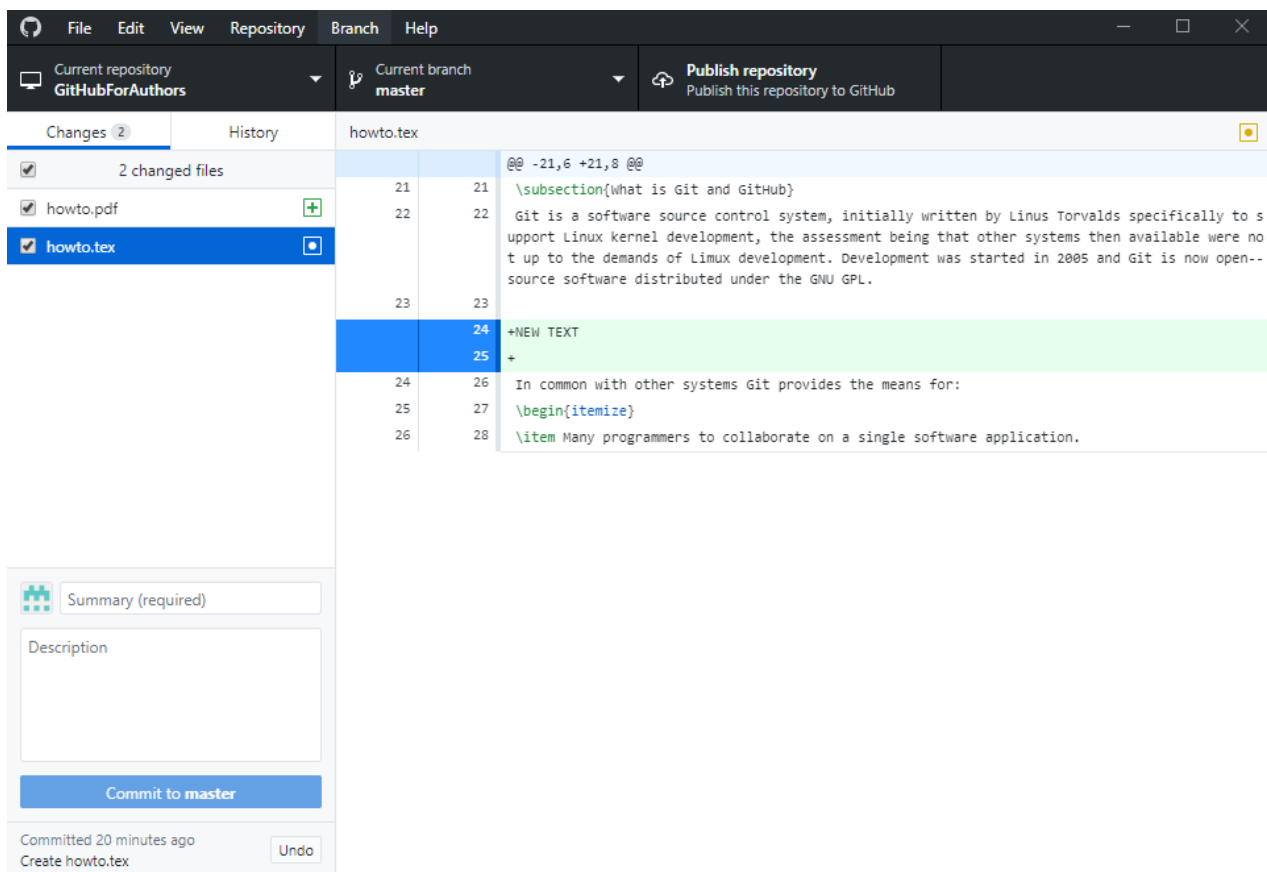 File Edit View Repository Branch Help
Current repository
GitHubForAuthors
Current branch
master
Publish repository
Publish this repository to GitHub
Changes 2 History
howto.tex
2 changed files
howto.pdf
howto.tex
@@ -21,6 +21,8 @@
21 21 \subsection{What is Git and GitHub}
22 22 Git is a software source control system, initially written by Linus Torvalds specifically to s
upport Linux kernel development, the assessment being that other systems then available were no
t up to the demands of Limux development. Development was started in 2005 and Git is now open--
source software distributed under the GNU GPL.
23 23
24 +NEW TEXT
25 +
24 26 In common with other systems Git provides the means for:
25 27 \begin{itemize}
26 28 \item Many programmers to collaborate on a single software application.
Summary (required)
Description
Commit to master
Committed 20 minutes ago
Create howto.tex
Undo